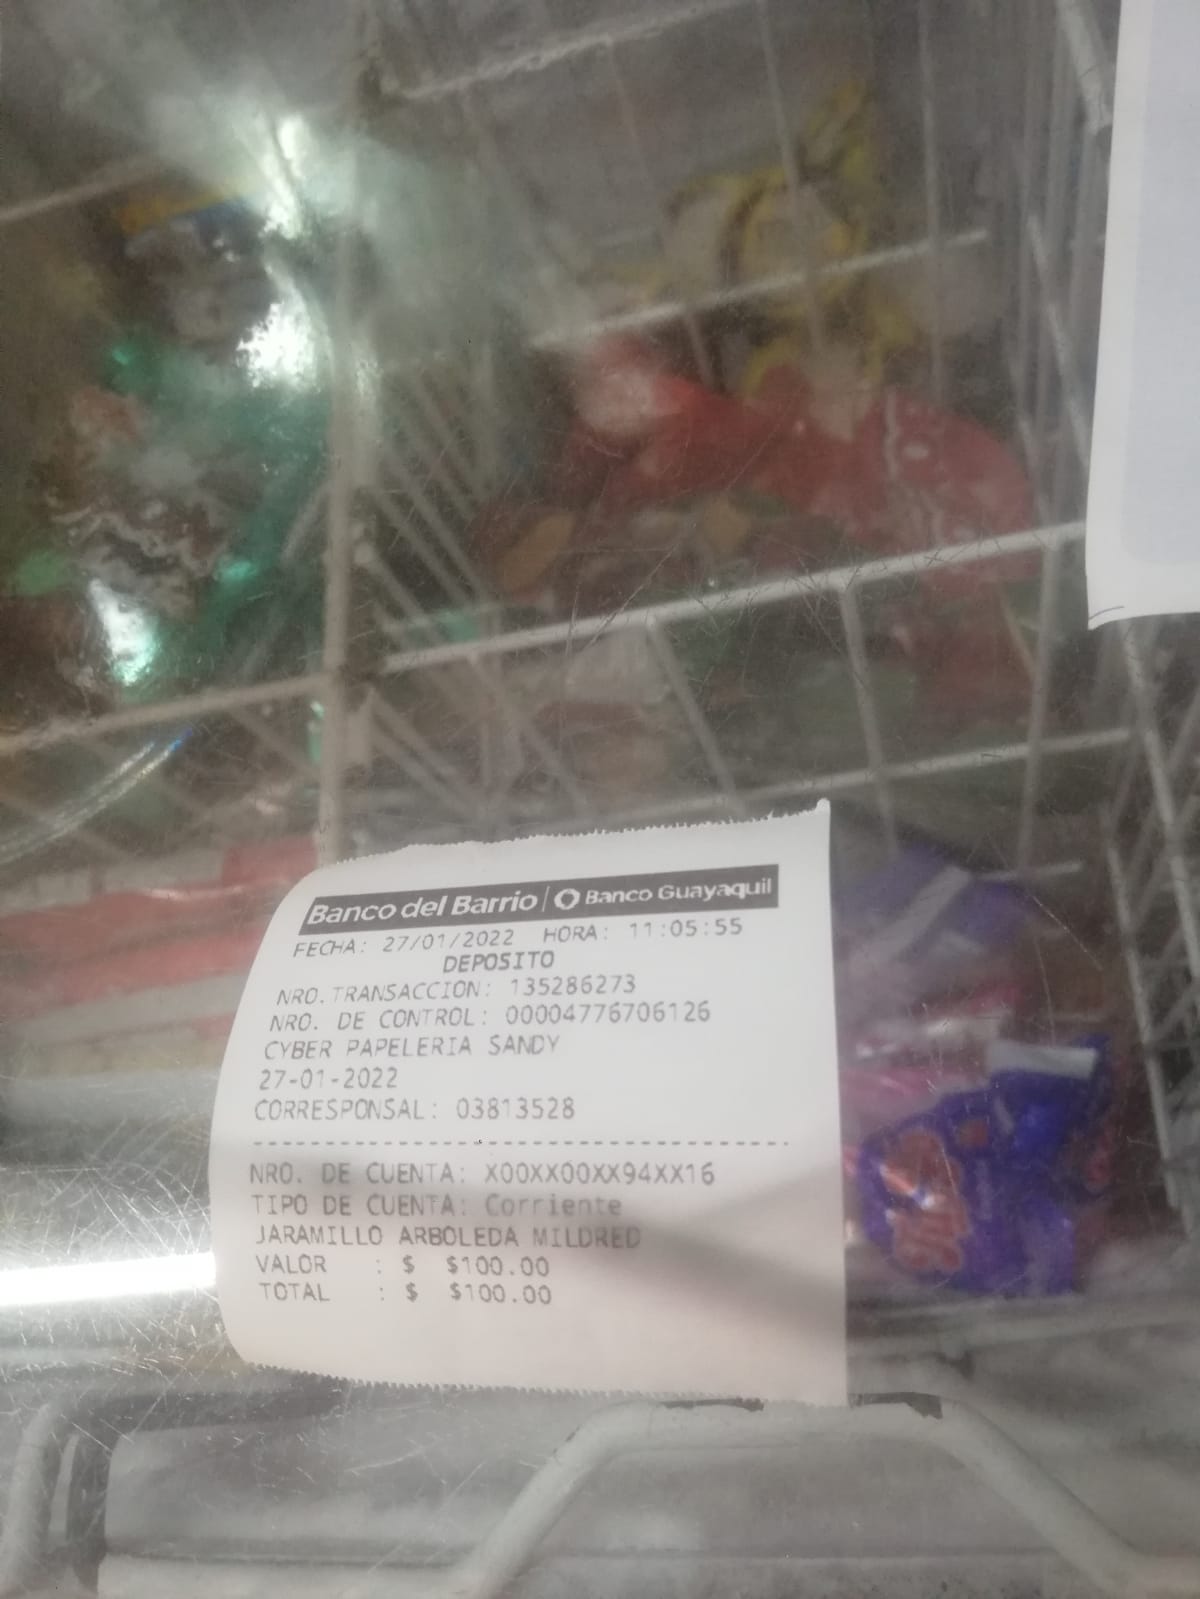 Banco del Barrio | Banco Guayaquil
FECHA: 27/01/2022 HORA: 11:05:55
DEPOSITO
NRO. TRANSACCION: 135286273
NRO. DE CONTROL: 00004776706126
CYBER PAPELERIA SANDY
27-01-2022
CORRESPONSAL: 03813528
NRO. DE CUENTA: X00XX00XX94XX16
TIPO DE CUENTA: Corriente
JARAMILLO ARBOLEDA MILDRED
VALOR : $ $100.00
TOTAL : $ $100.00